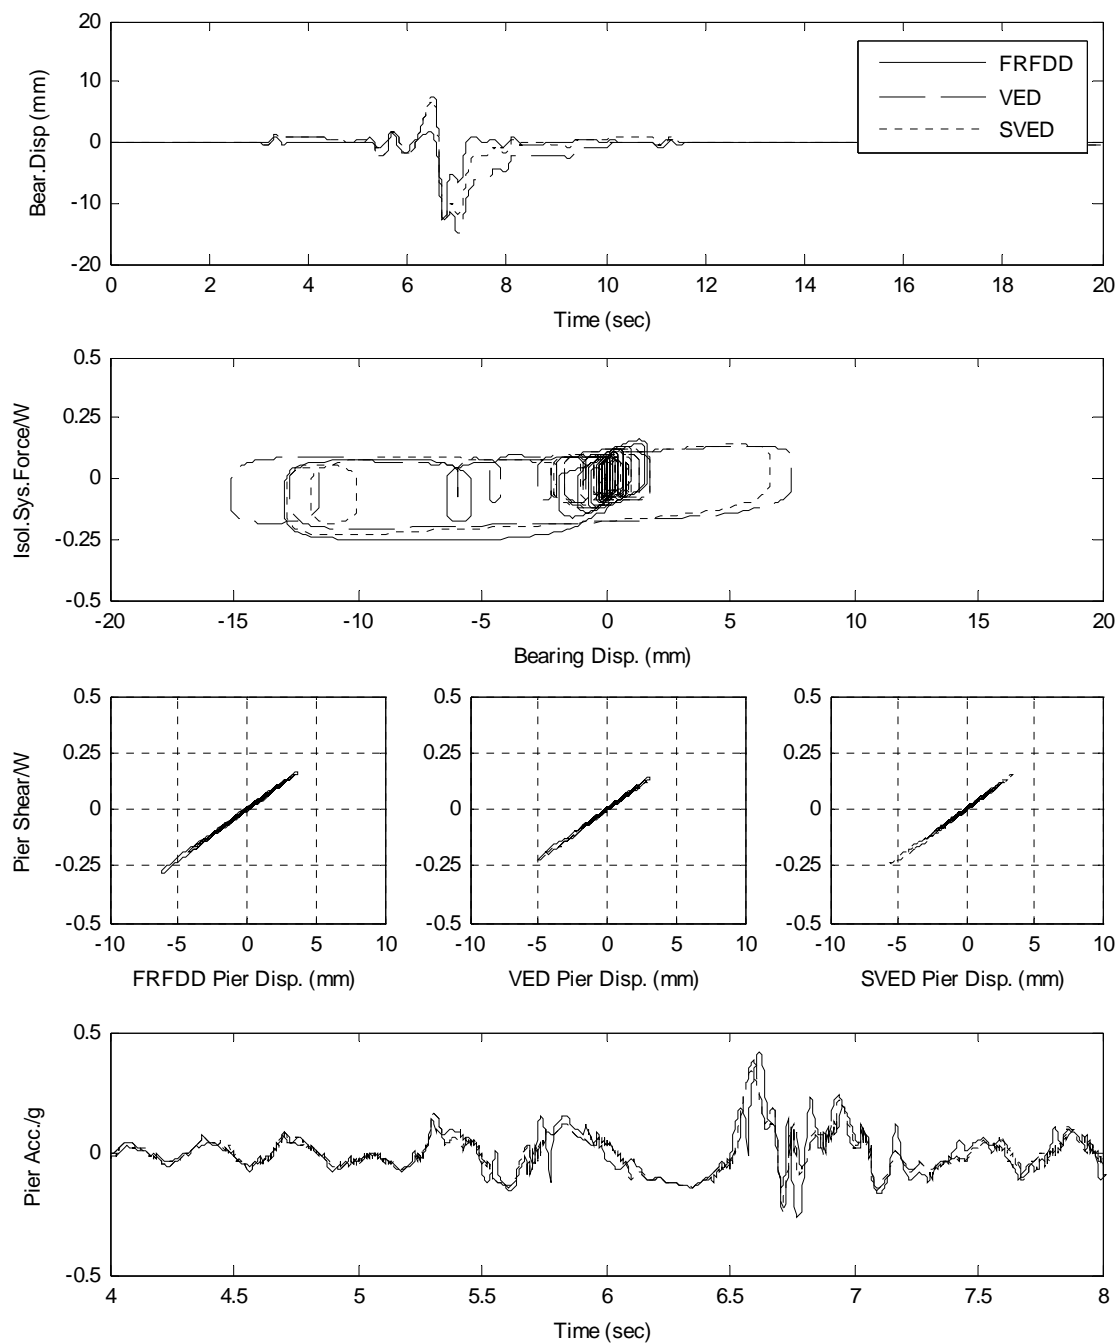 20
10
0
-10
-20
Bear.Disp (mm)
FRFDD
VED
SVED
0 2 4 6 8 10 12 14 16 18 20
Time (sec)
0.5
0.25
0
-0.25
-0.5
Isol.Sys.Force/W
-20 -15 -10 -5 0 5 10 15 20
Bearing Disp. (mm)
0.5
0.25
0
-0.25
-0.5
Pier Shear/W
-10 -5 0 5 10
FRFDD Pier Disp. (mm)
0.5
0.25
0
-0.25
-0.5
-10 -5 0 5 10
VED Pier Disp. (mm)
0.5
0.25
0
-0.25
-0.5
-10 -5 0 5 10
SVED Pier Disp. (mm)
0.5
0
-0.5
Pier Acc./g
4 4.5 5 5.5 6 6.5 7 7.5 8
Time (sec)